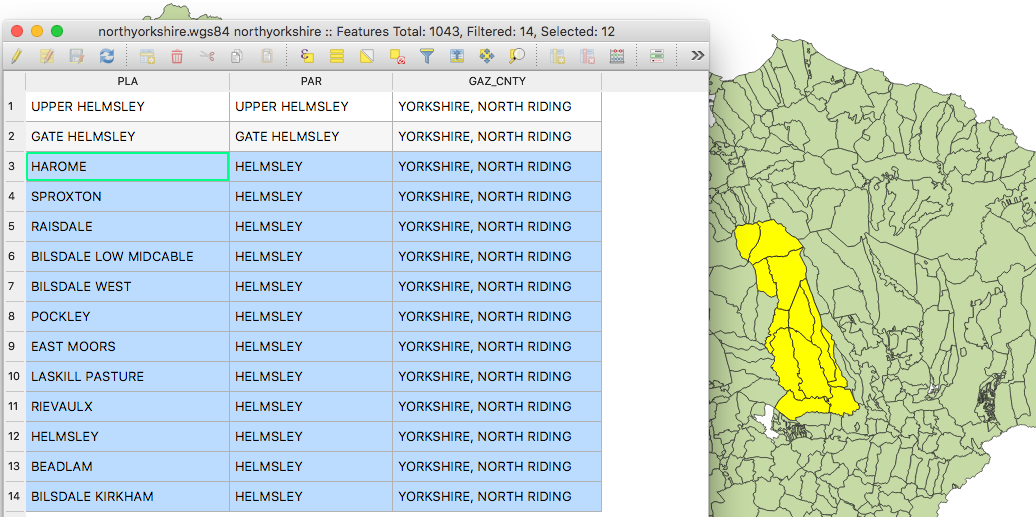 northyorkshire.wgs84 northyorkshire :: Features Total: 1043, Filtered: 14, Selected: 12
PLA PAR GAZ_CNTY
1 UPPER HELMSLEY UPPER HELMSLEY YORKSHIRE, NORTH RIDING
2 GATE HELMSLEY GATE HELMSLEY YORKSHIRE, NORTH RIDING
3 HAROME HELMSLEY YORKSHIRE, NORTH RIDING
4 SPROXTON HELMSLEY YORKSHIRE, NORTH RIDING
5 RAISDALE HELMSLEY YORKSHIRE, NORTH RIDING
6 BILSDALE LOW MIDCABLE HELMSLEY YORKSHIRE, NORTH RIDING
7 BILSDALE WEST HELMSLEY YORKSHIRE, NORTH RIDING
8 POCKLEY HELMSLEY YORKSHIRE, NORTH RIDING
9 EAST MOORS HELMSLEY YORKSHIRE, NORTH RIDING
10 LASKILL PASTURE HELMSLEY YORKSHIRE, NORTH RIDING
11 RIEVAULX HELMSLEY YORKSHIRE, NORTH RIDING
12 HELMSLEY HELMSLEY YORKSHIRE, NORTH RIDING
13 BEADLAM HELMSLEY YORKSHIRE, NORTH RIDING
14 BILSDALE KIRKHAM HELMSLEY YORKSHIRE, NORTH RIDING